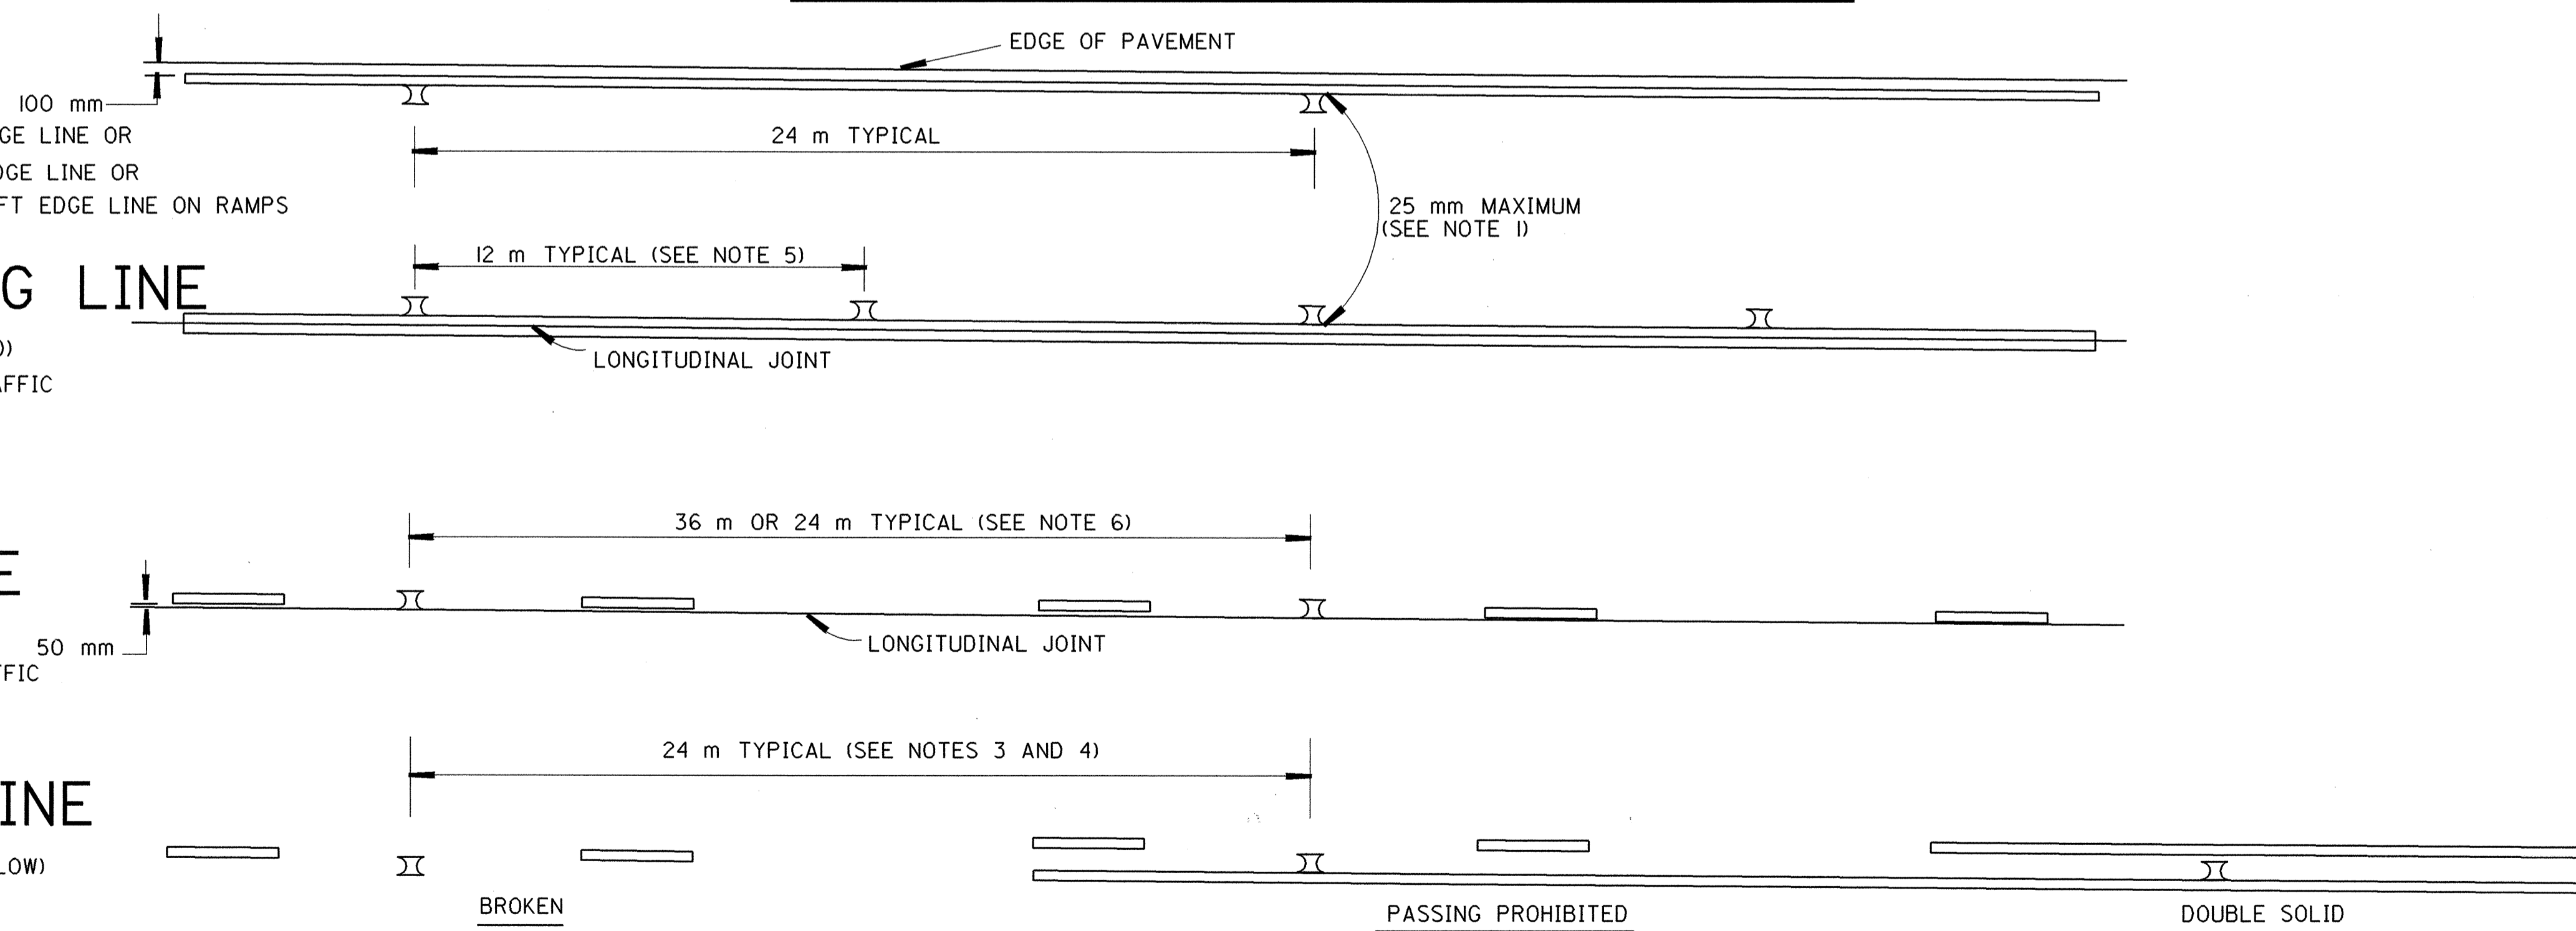 EDGE OF PAVEMENT
100 mm
GE LINE OR
24 m TYPICAL
DGE LINE OR
FT EDGE LINE ON RAMPS
25 mm MAXIMUM
(SEE NOTE 1)
12 m TYPICAL (SEE NOTE 5)
G LINE
LONGITUDINAL JOINT
AFFIC
36 m OR 24 m TYPICAL (SEE NOTE 6)
E
LONGITUDINAL JOINT
50 mm
FFIC
24 m TYPICAL (SEE NOTES 3 AND 4)
INE
LOW)
BROKEN
PASSING PROHIBITED
DOUBLE SOLID